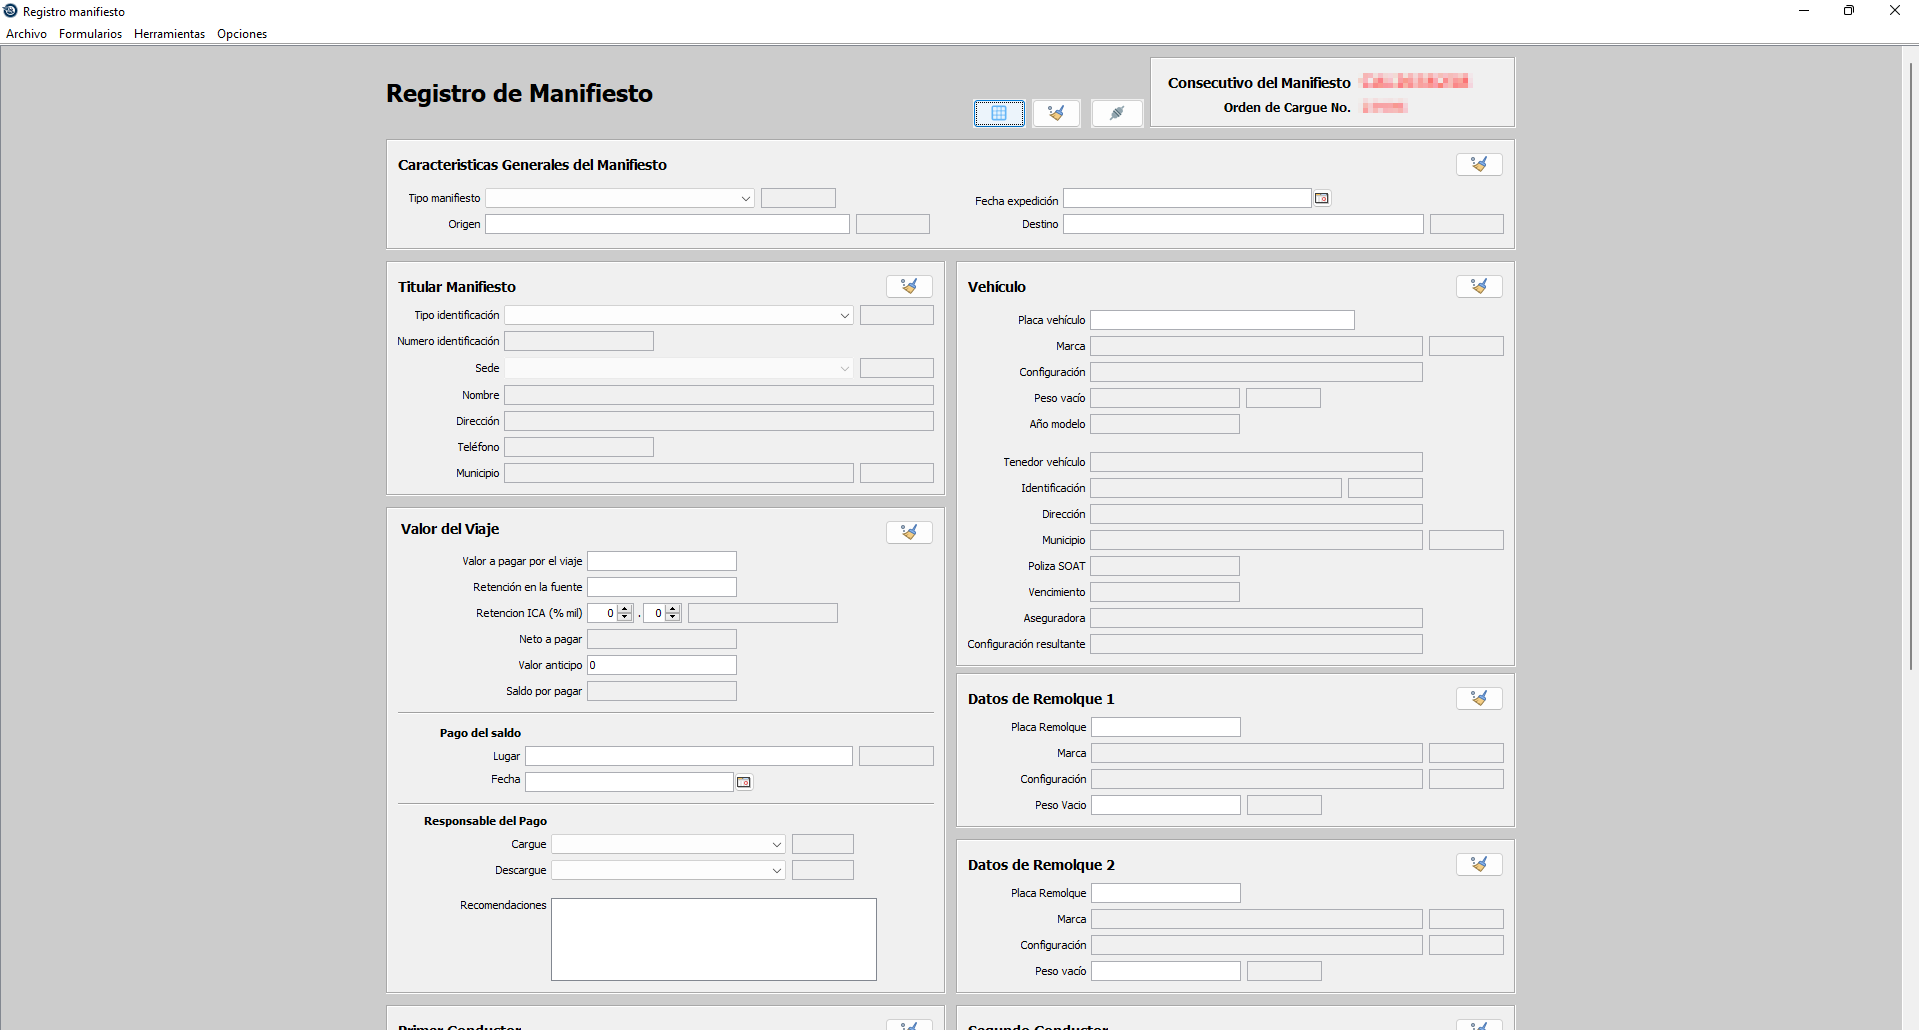 Registro manifiesto
Archivo Formularios Herramientas Opciones
Registro de Manifiesto
Consecutivo del Manifiesto
Orden de Cargue No.
Caracteristicas Generales del Manifiesto
Tipo manifiesto
Fecha expedición
Origen
Destino
Titular Manifiesto
Tipo identificación
Numero identificación
Sede
Nombre
Dirección
Teléfono
Municipio
Vehículo
Placa vehículo
Marca
Configuración
Peso vacío
Año modelo
Tenedor vehículo
Identificación
Dirección
Municipio
Poliza SOAT
Vencimiento
Aseguradora
Configuración resultante
Valor del Viaje
Valor a pagar por el viaje
Retención en la fuente
Retencion ICA (% mil) 0 . 0
Neto a pagar
Valor anticipo 0
Saldo por pagar
Pago del saldo
Lugar
Fecha
Responsable del Pago
Cargue
Descargue
Recomendaciones
Datos de Remolque 1
Placa Remolque
Marca
Configuración
Peso Vacio
Datos de Remolque 2
Placa Remolque
Marca
Configuración
Peso vacío
Primer Conductor
Segundo Conductor